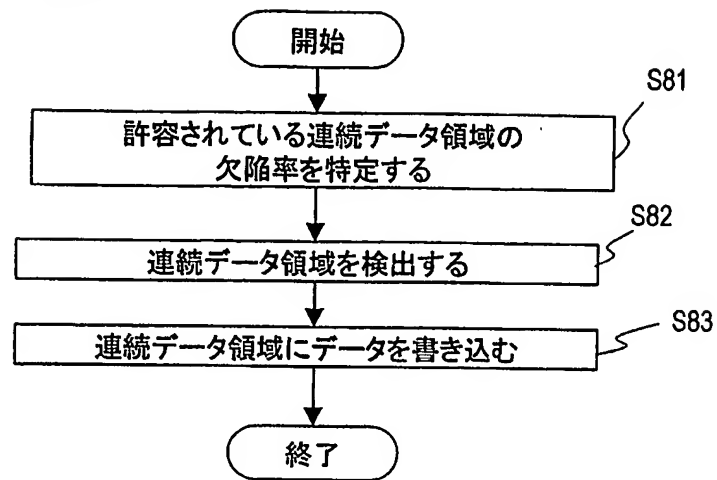 開始
S81
許容されている連続データ領域の
欠陥率を特定する
S82
連続データ領域を検出する
S83
連続データ領域にデータを書き込む
終了